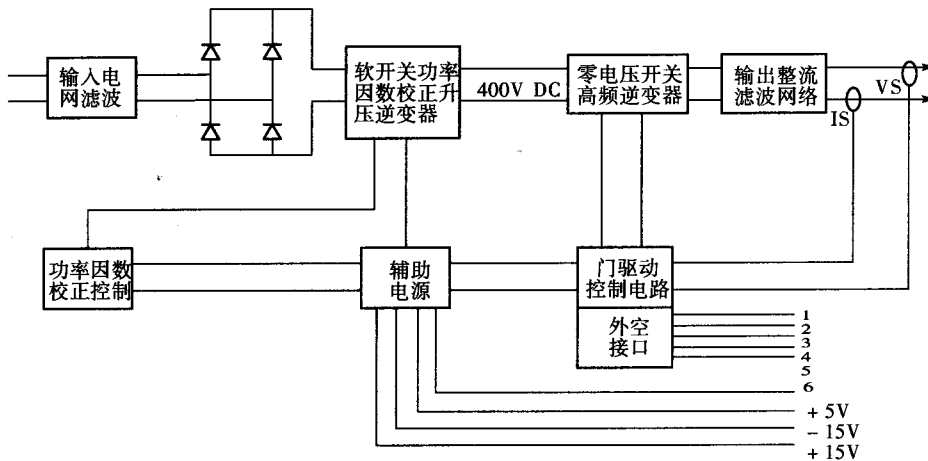 输入电
网滤波
软开关功率
因数校正升
压逆变器
400V DC
零电压开关
高频逆变器
输出整流
滤波网络
VS
IS
功率因数
校正控制
辅助
电源
门驱动
控制电路
外空
接口
1
2
3
4
5
6
+5V
-15V
+15V